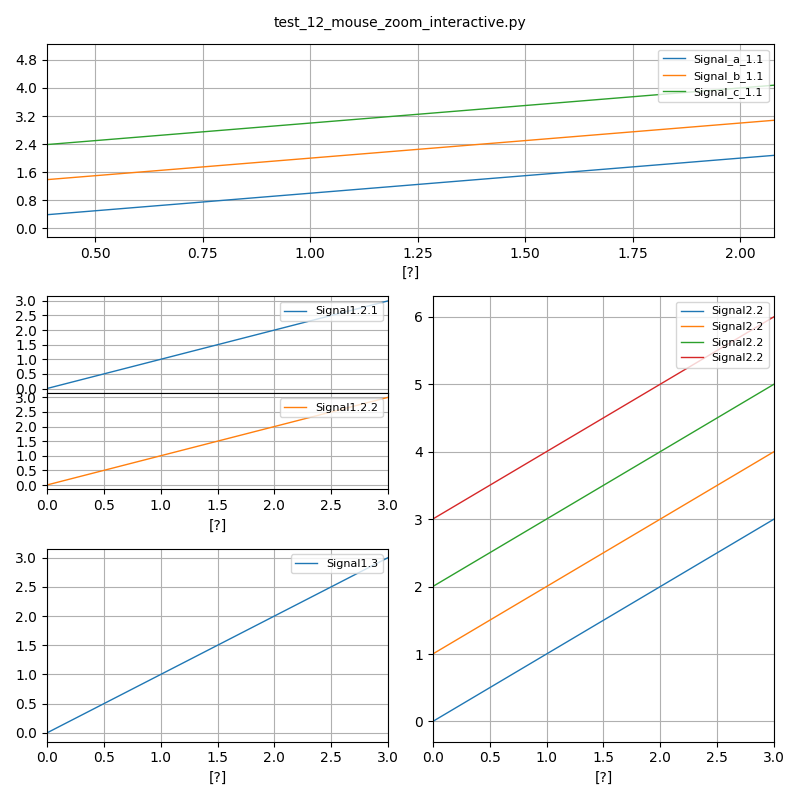 test_12_mouse_zoom_interactive.py
4.8
4.0
3.2
2.4
1.6
0.8
0.0
Signal_a_1.1
Signal_b_1.1
Signal_c_1.1
0.50 0.75 1.00 1.25 1.50 1.75 2.00
[?]
3.0
2.5
2.0
1.5
1.0
0.5
0.0
Signal1.2.1
3.0
2.5
2.0
1.5
1.0
0.5
0.0
Signal1.2.2
0.0 0.5 1.0 1.5 2.0 2.5 3.0
[?]
3.0
2.5
2.0
1.5
1.0
0.5
0.0
Signal1.3
0.0 0.5 1.0 1.5 2.0 2.5 3.0
[?]
6
5
4
3
2
1
0
Signal2.2
Signal2.2
Signal2.2
Signal2.2
0.0 0.5 1.0 1.5 2.0 2.5 3.0
[?]